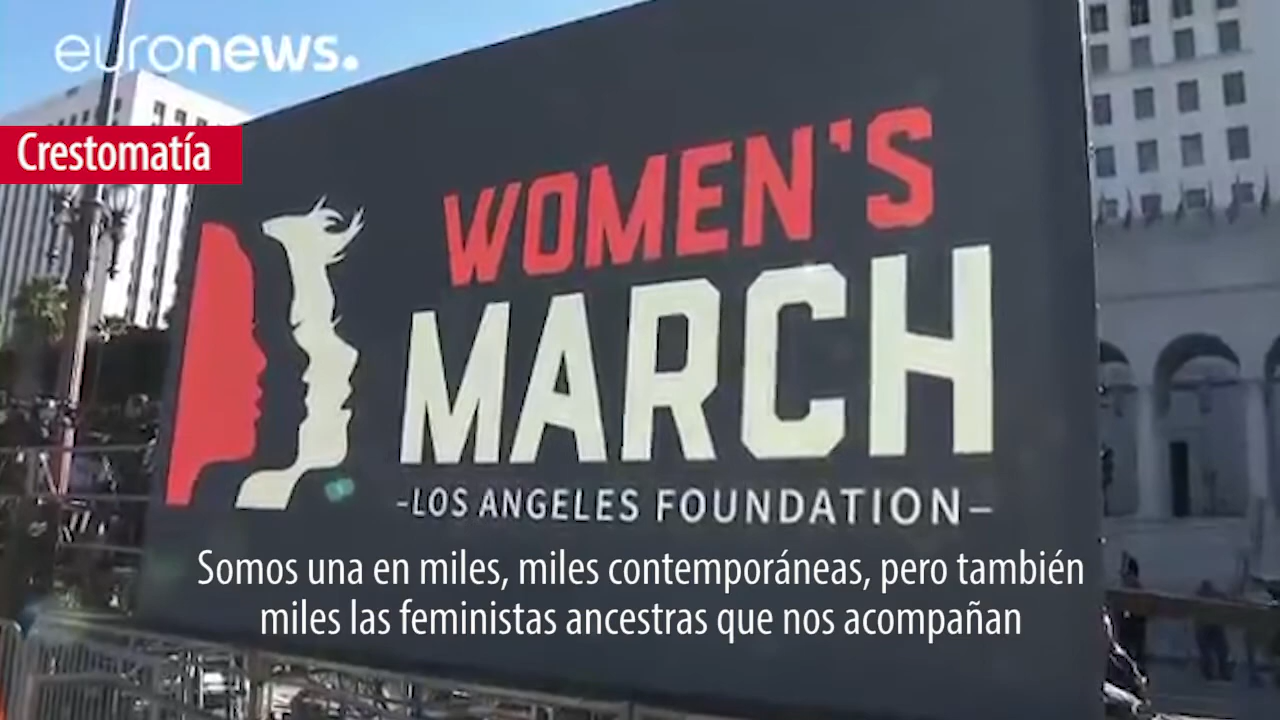 euronews.
Crestomatía
WOMEN'S
MARCH
-LOS ANGELES FOUNDATION-
Somos una en miles, miles contemporáneas, pero también
miles las feministas ancestras que nos acompañan